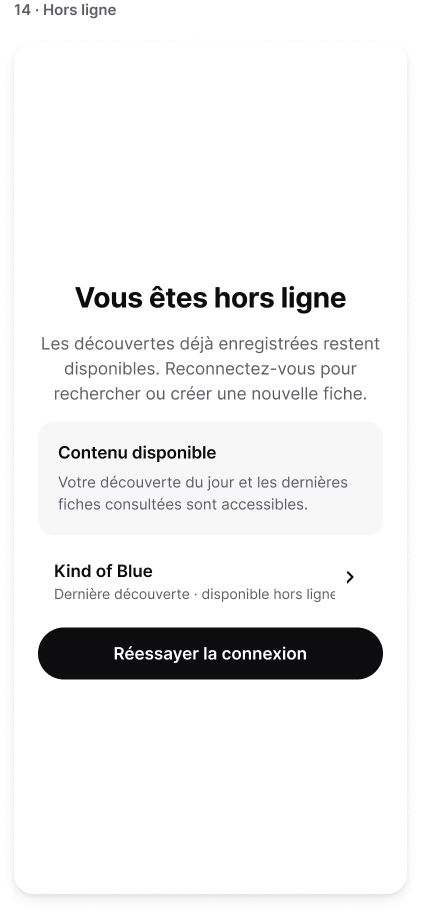 14 · Hors ligne
Vous êtes hors ligne
Les découvertes déjà enregistrées restent
disponibles. Reconnectez-vous pour
rechercher ou créer une nouvelle fiche.
Contenu disponible
Votre découverte du jour et les dernières
fiches consultées sont accessibles.
Kind of Blue
Dernière découverte · disponible hors ligne
Réessayer la connexion